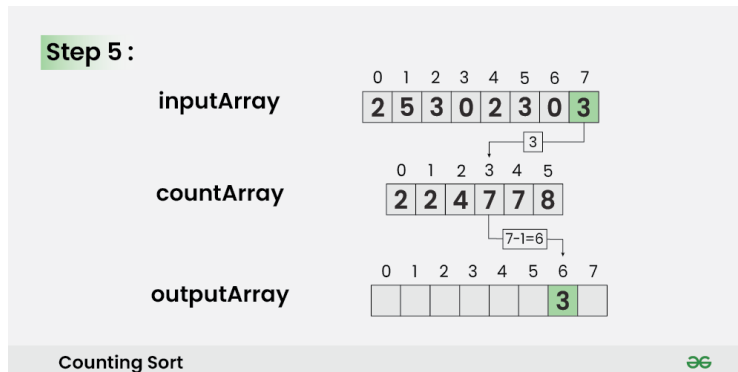 Step 5 :
0 1 2 3 4 5 6 7
inputArray 2 5 3 0 2 3 0 3
3
0 1 2 3 4 5
countArray 2 2 4 7 7 8
7-1=6
0 1 2 3 4 5 6 7
outputArray 3
Counting Sort